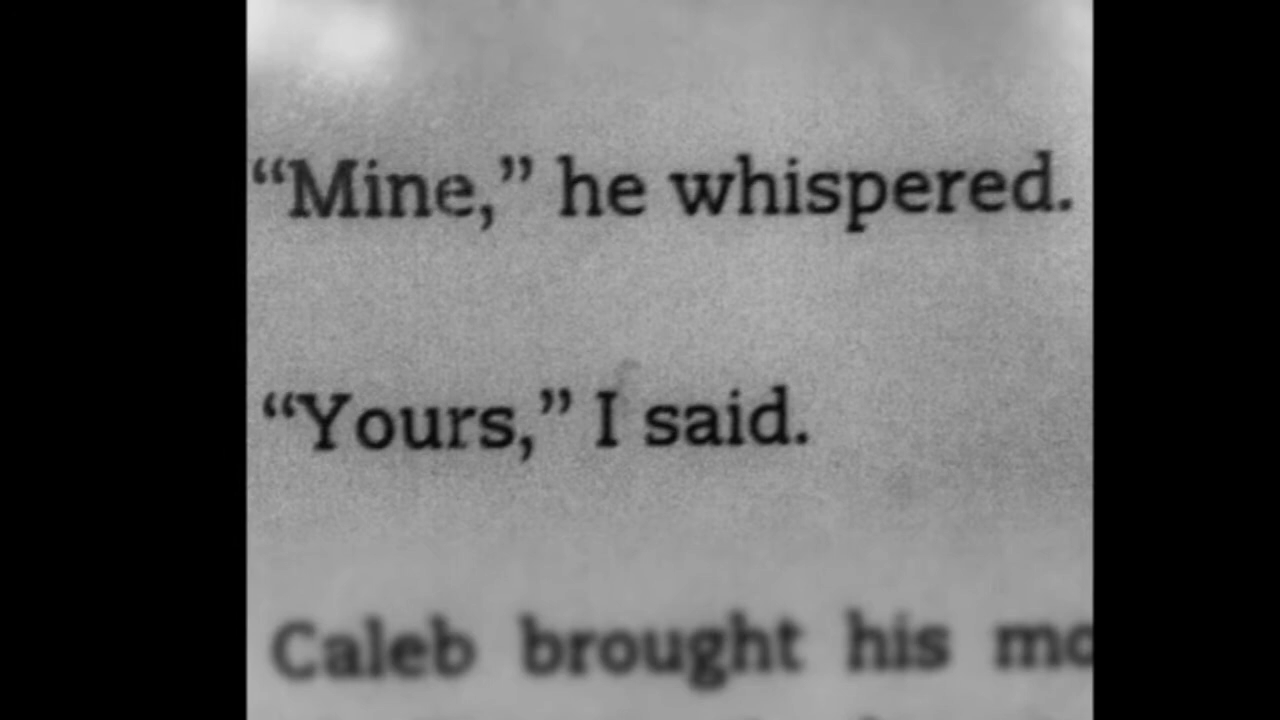 “Mine,” he whispered.
“Yours,” I said.
Caleb brought his